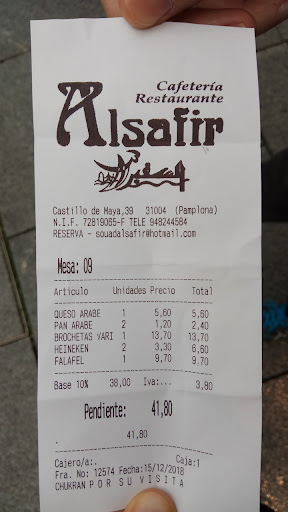 Cafetería
Restaurante
Alsafir
Castillo de Maya,39 31004 (Pamplona)
N.I.F. 72819065-F TELE 948244584
RESERVA - souadalsafir@hotmail.com
Mesa: 09
Artículo Unidades Precio Total
QUESO ARABE 1 5,60 5,60
PAN ARABE 2 1,20 2,40
BROCHETAS VARI 1 13,70 13,70
HEINEKEN 2 3,30 6,60
FALAFEL 1 9,70 9,70
Base 10% 38,00 Iva:... 3,80
Pendiente: 41,80
41,80
Cajero/a:. Caja:1
Fra. No: 12574 Fecha:15/12/2018
CHUKRAN P O R S U V I S I T A